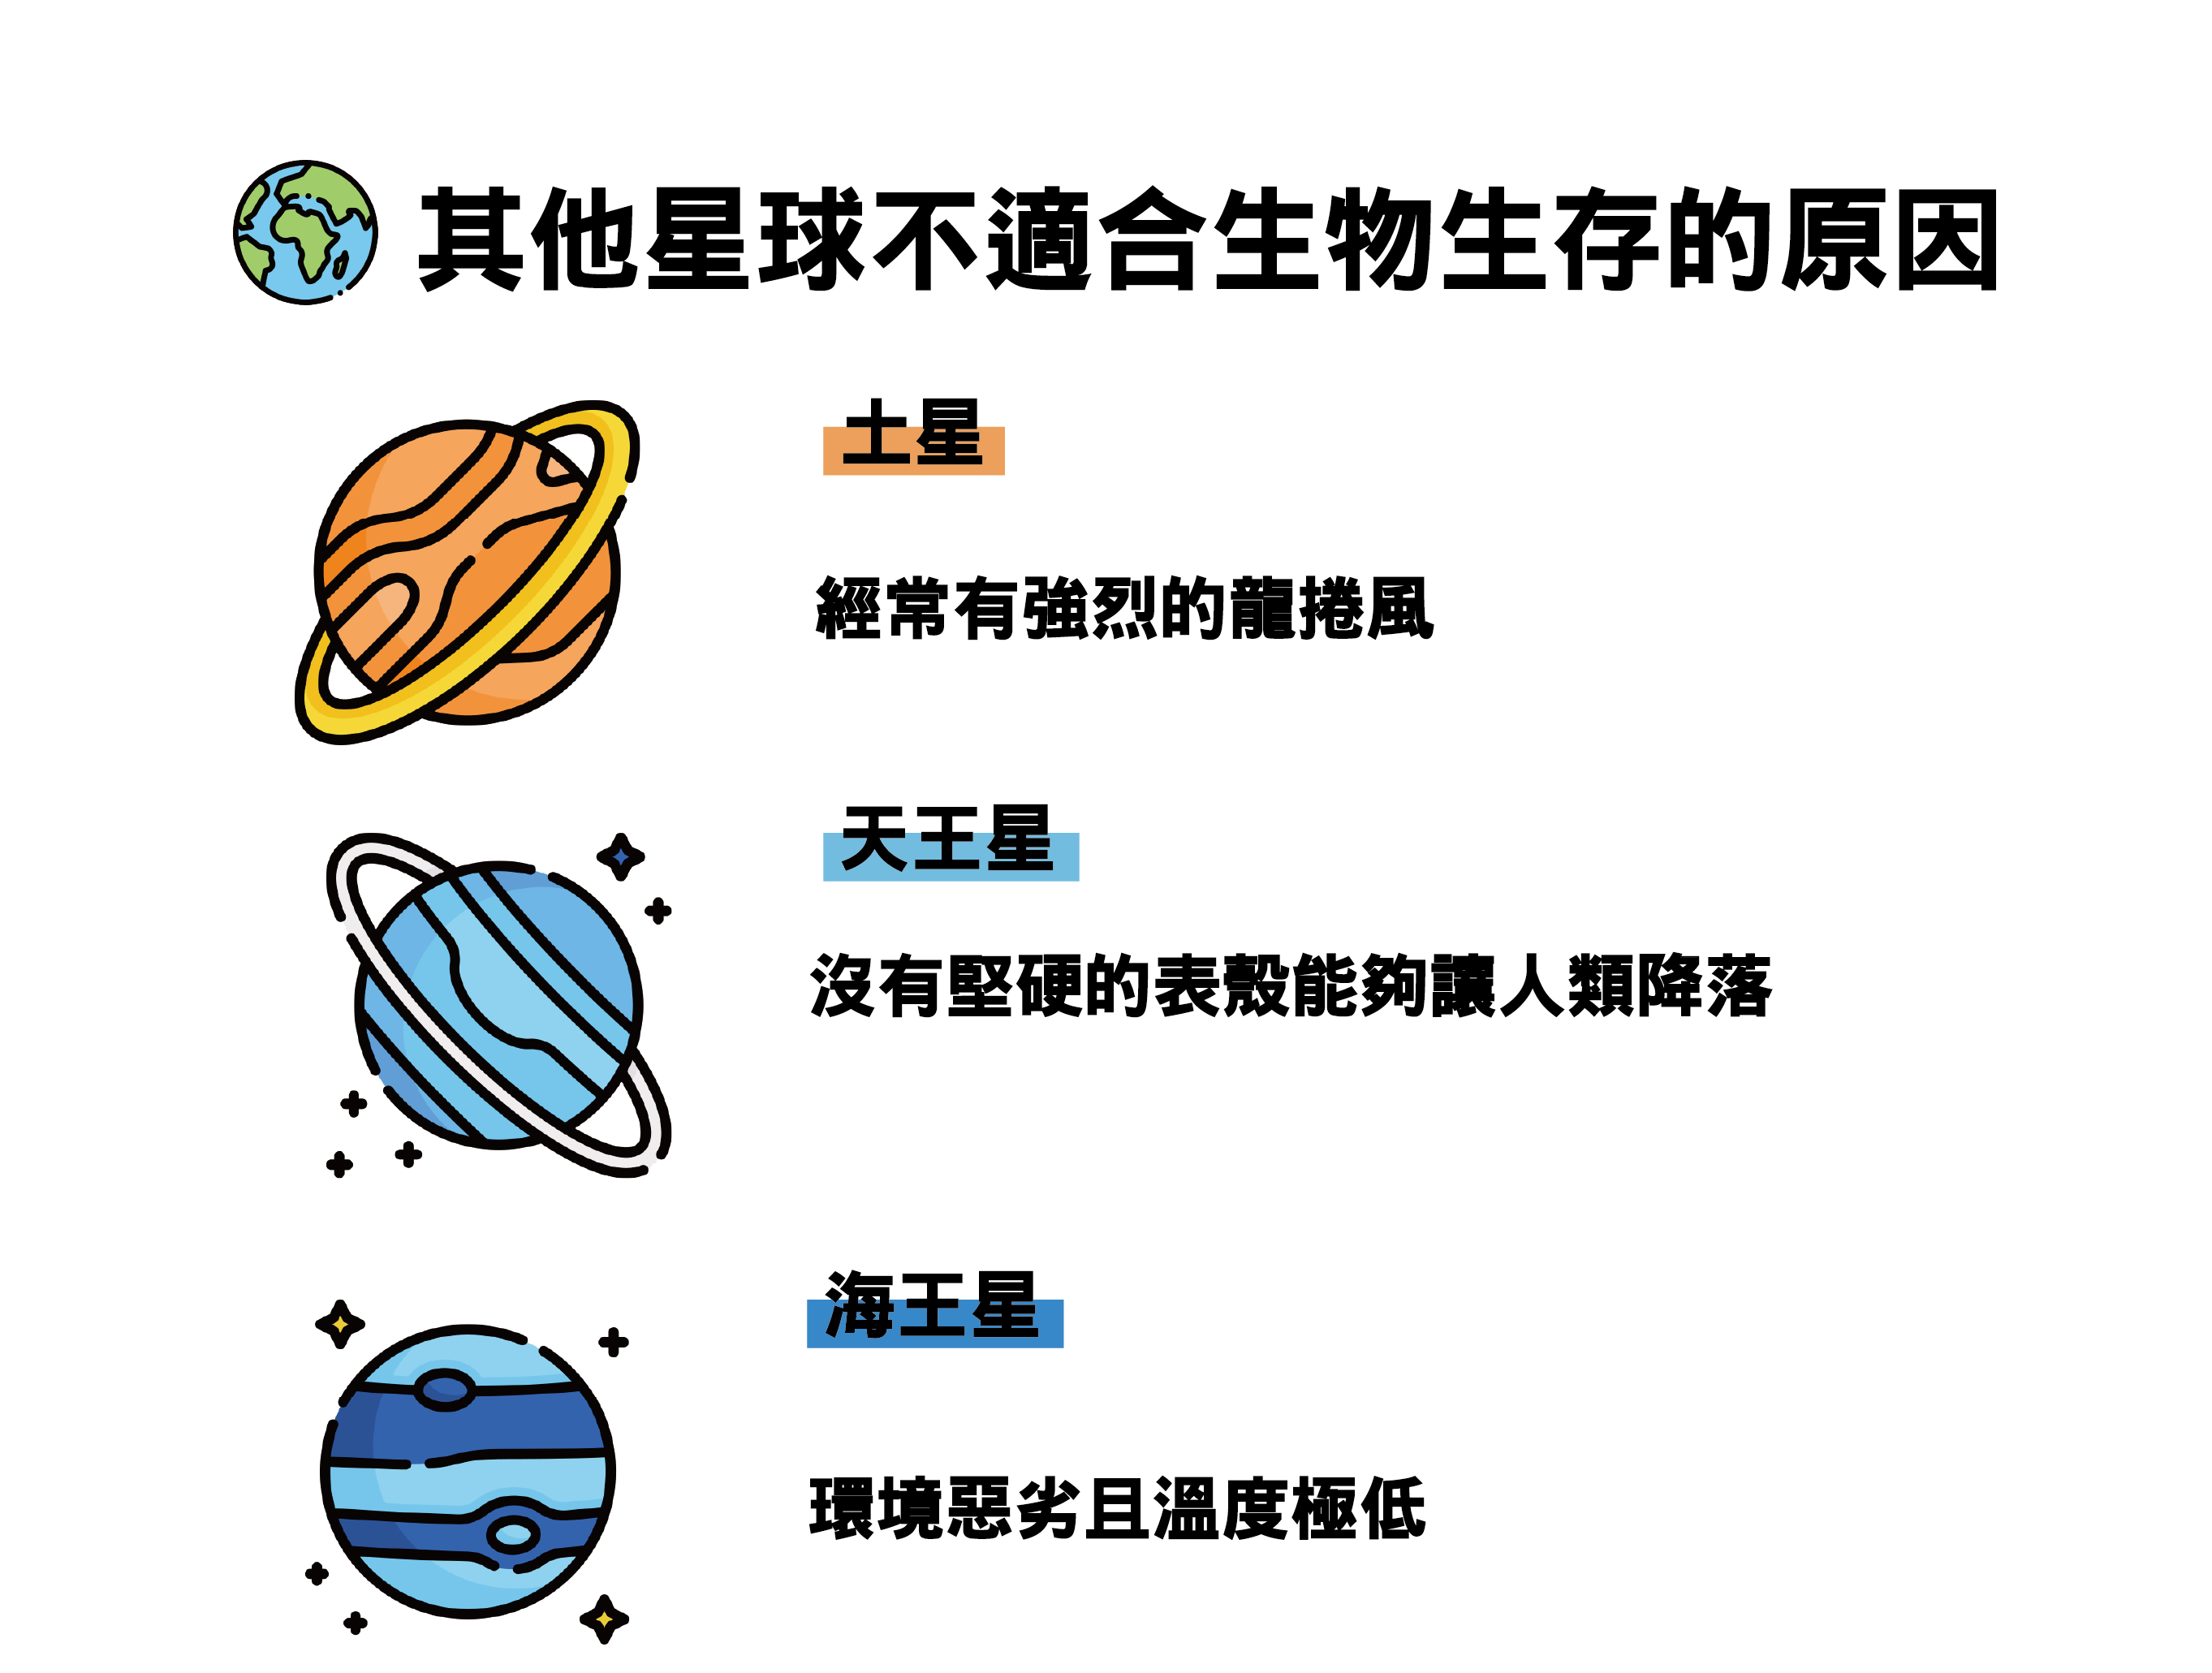 其他星球不適合生物生存的原因
土星
經常有強烈的龍捲風
天王星
沒有堅硬的表殼能夠讓人類降落
海王星
環境惡劣且溫度極低